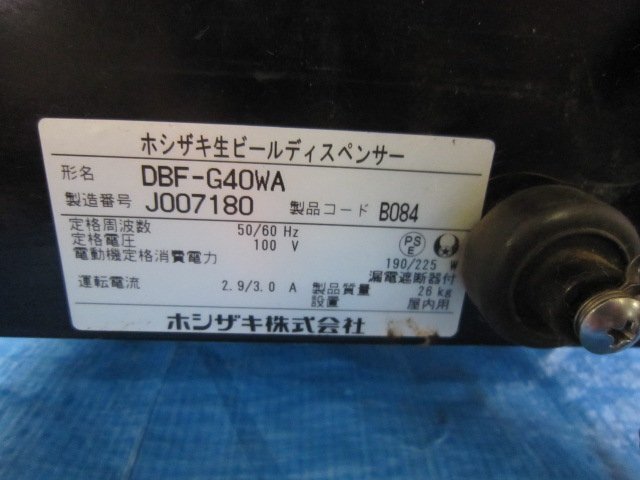 ホシザキ生ビールディスペンサー
形名 DBF-G40WA
製造番号 J007180 製品コード B084
定格周波数 50/60 Hz
定格電圧 100 V
電動機定格消費電力 190/225 W
PSE
漏電遮断器付
運転電流 2.9/3.0 A 製品質量 26 kg
設置 屋内用
ホシザキ株式会社